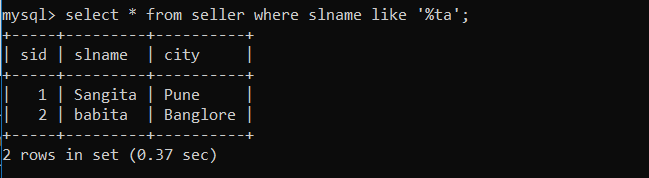 mysql> select * from seller where slname like '%ta';
+-----+---------+----------+
| sid | slname  | city     |
+-----+---------+----------+
|   1 | Sangita | Pune     |
|   2 | babita  | Banglore |
+-----+---------+----------+
2 rows in set (0.37 sec)